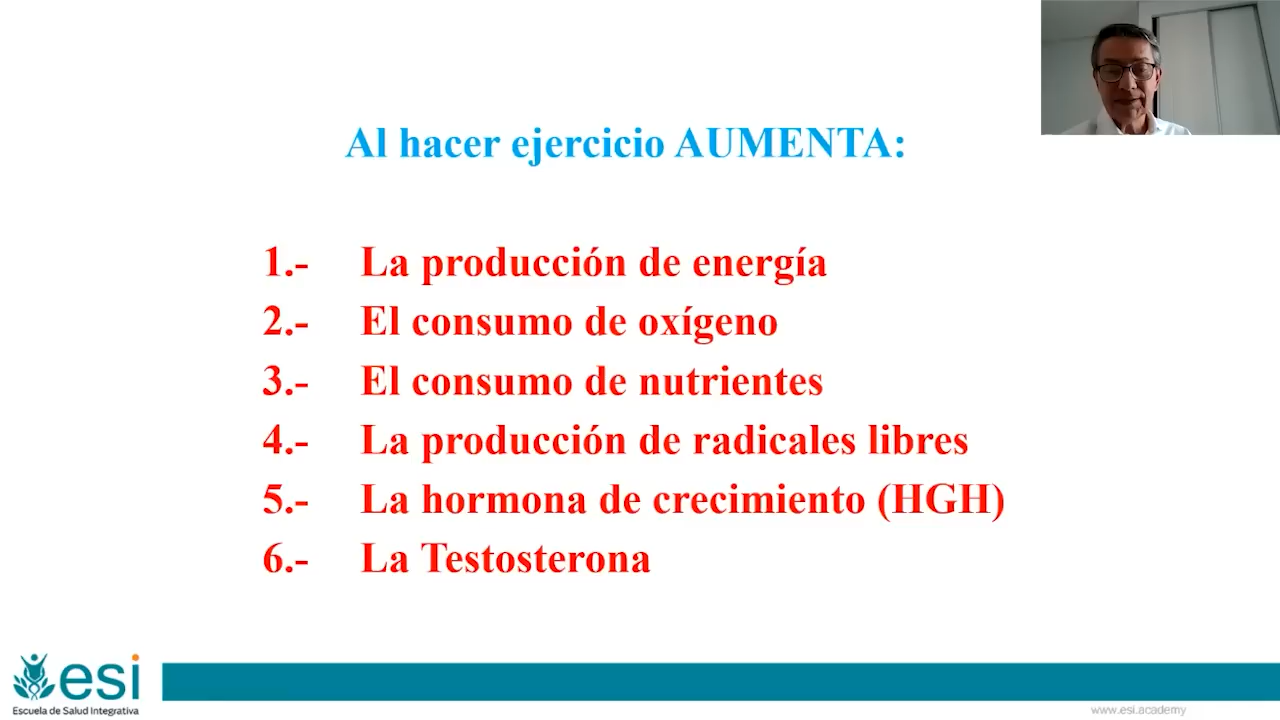 Al hacer ejercicio AUMENTA:
1.- La producción de energía
2.- El consumo de oxígeno
3.- El consumo de nutrientes
4.- La producción de radicales libres
5.- La hormona de crecimiento (HGH)
6.- La Testosterona
esi
Escuela de Salud Integrativa
www.esi.academy